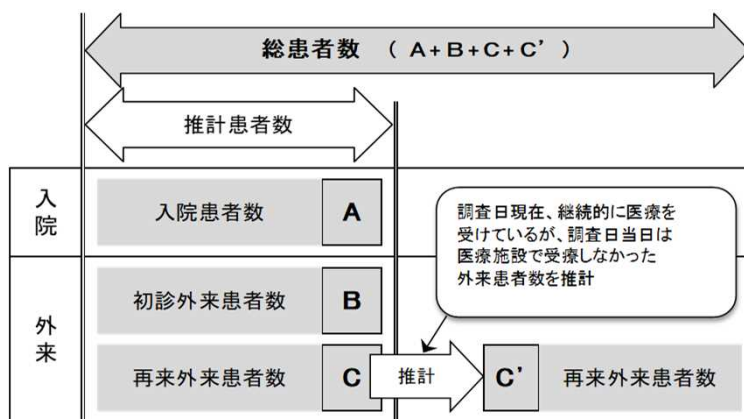 総患者数 （ A+B+C+C’ ）
推計患者数
入院
入院患者数 A
調査日現在、継続的に医療を
受けているが、調査日当日は
医療施設で受療しなかった
外来患者数を推計
外来
初診外来患者数 B
再来外来患者数 C 推計 C’ 再来外来患者数